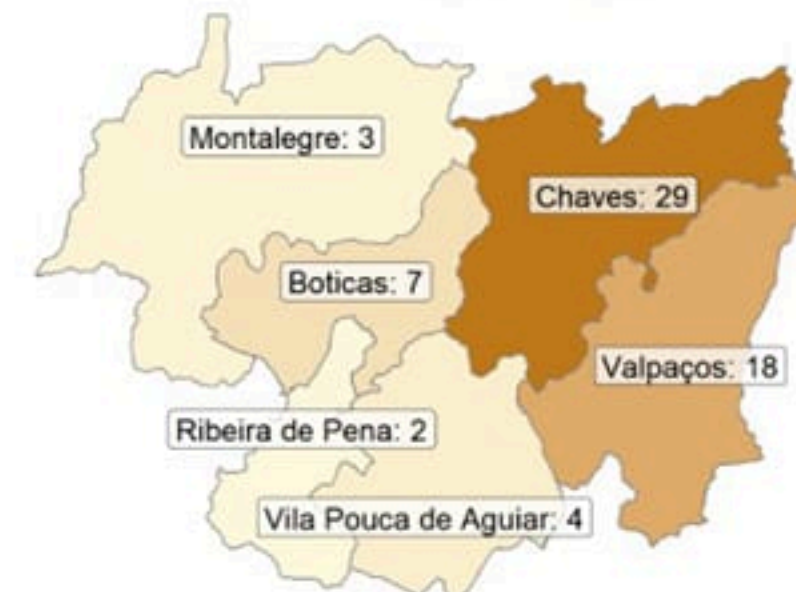 Montalegre: 3
Chaves: 29
Boticas: 7
Valpaços: 18
Ribeira de Pena: 2
Vila Pouca de Aguiar: 4